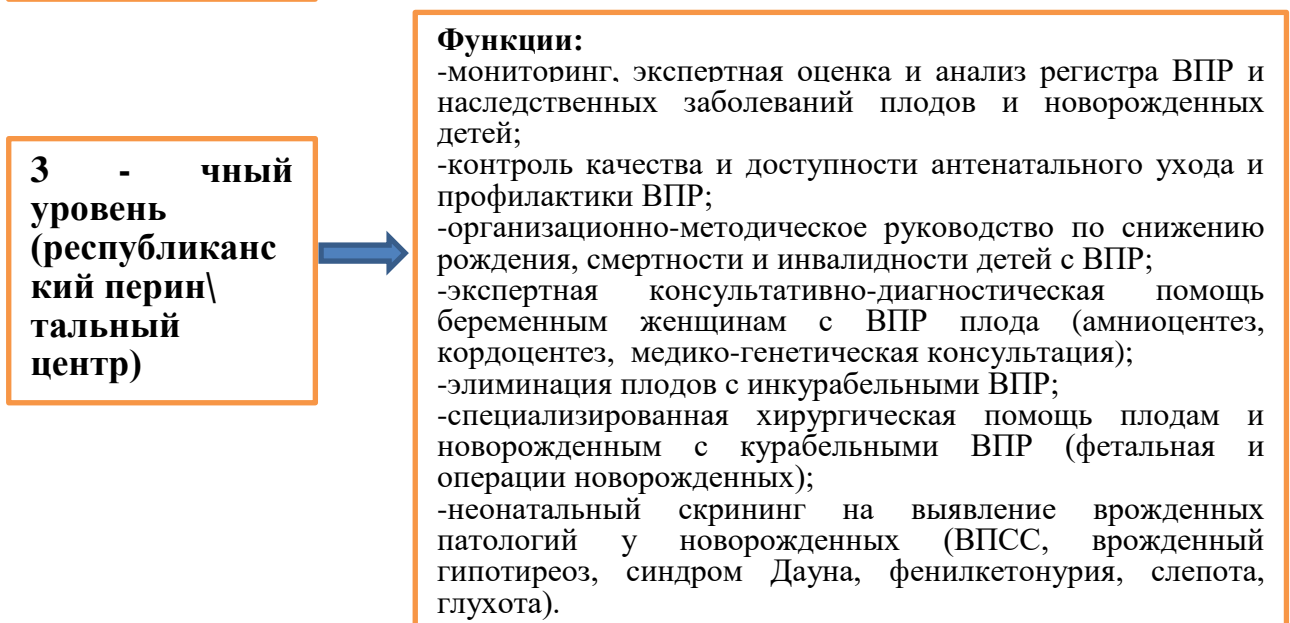 3 - чный
уровень
(республиканс
кий перин\
тальный
центр)
Функции:
-мониторинг, экспертная оценка и анализ регистра ВПР и
наследственных заболеваний плодов и новорожденных
детей;
-контроль качества и доступности антенатального ухода и
профилактики ВПР;
-организационно-методическое руководство по снижению
рождения, смертности и инвалидности детей с ВПР;
-экспертная консультативно-диагностическая помощь
беременным женщинам с ВПР плода (амниоцентез,
кордоцентез, медико-генетическая консультация);
-элиминация плодов с инкурабельными ВПР;
-специализированная хирургическая помощь плодам и
новорожденным с курабельными ВПР (фетальная и
операции новорожденных);
-неонатальный скрининг на выявление врожденных
патологий у новорожденных (ВПСС, врожденный
гипотиреоз, синдром Дауна, фенилкетонурия, слепота,
глухота).